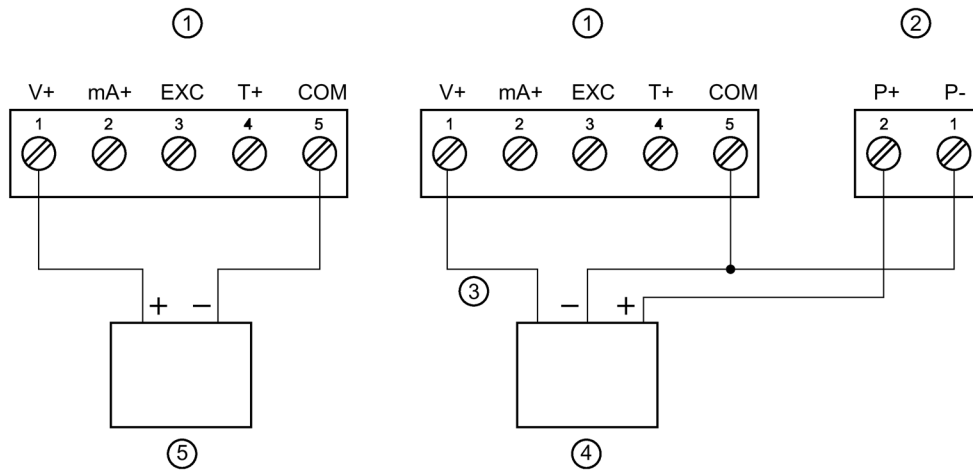 ① ① ②
V+ mA+ EXC T+ COM V+ mA+ EXC T+ COM P+ P-
1 2 3 4 5 1 2 3 4 5 2 1
③
+ − − +
⑤ ④